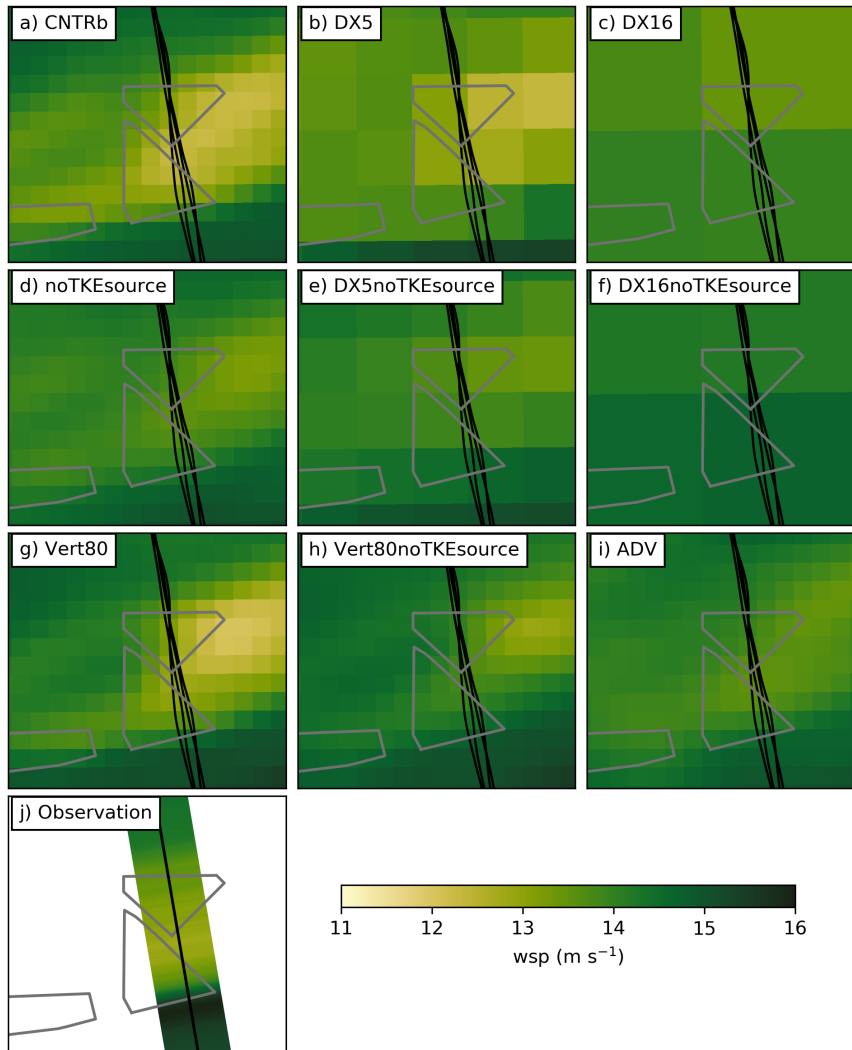 a) CNTRb
b) DX5
c) DX16
d) noTKEsource
e) DX5noTKEsource
f) DX16noTKEsource
g) Vert80
h) Vert80noTKEsource
i) ADV
j) Observation
11 12 13 14 15 16
wsp (m s⁻¹)